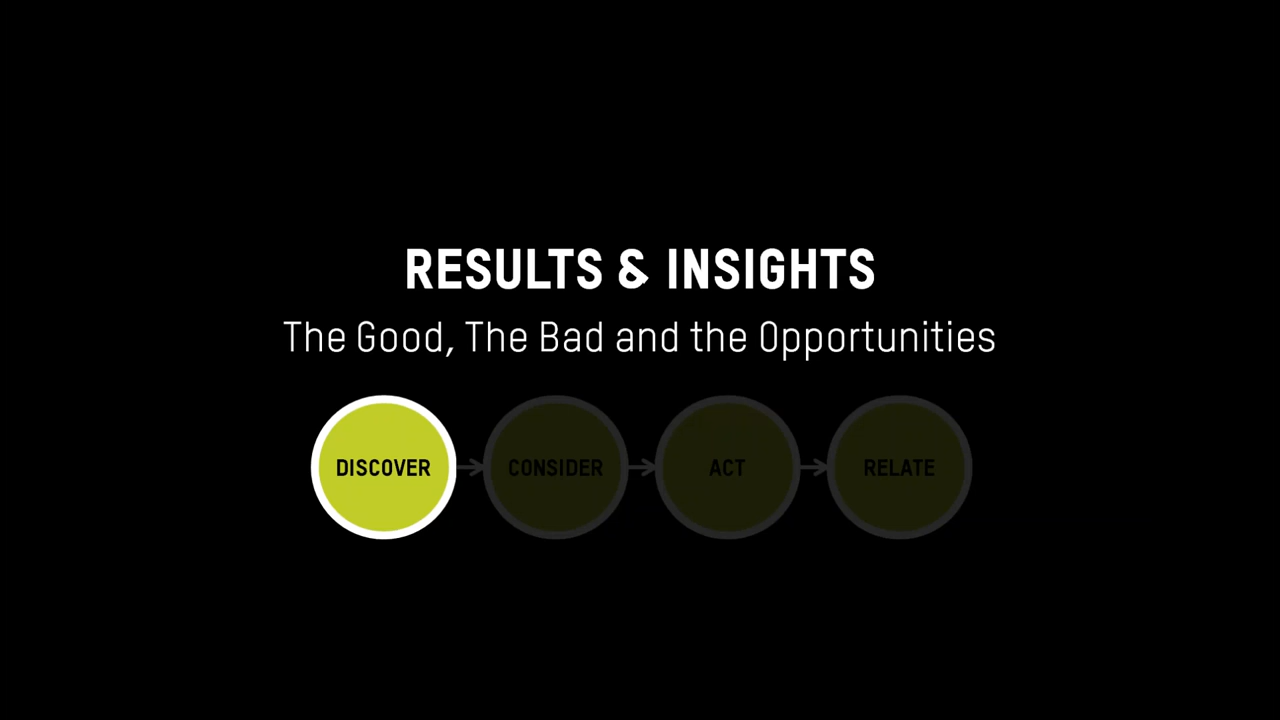 RESULTS & INSIGHTS
The Good, The Bad and the Opportunities
DISCOVER
CONSIDER
ACT
RELATE